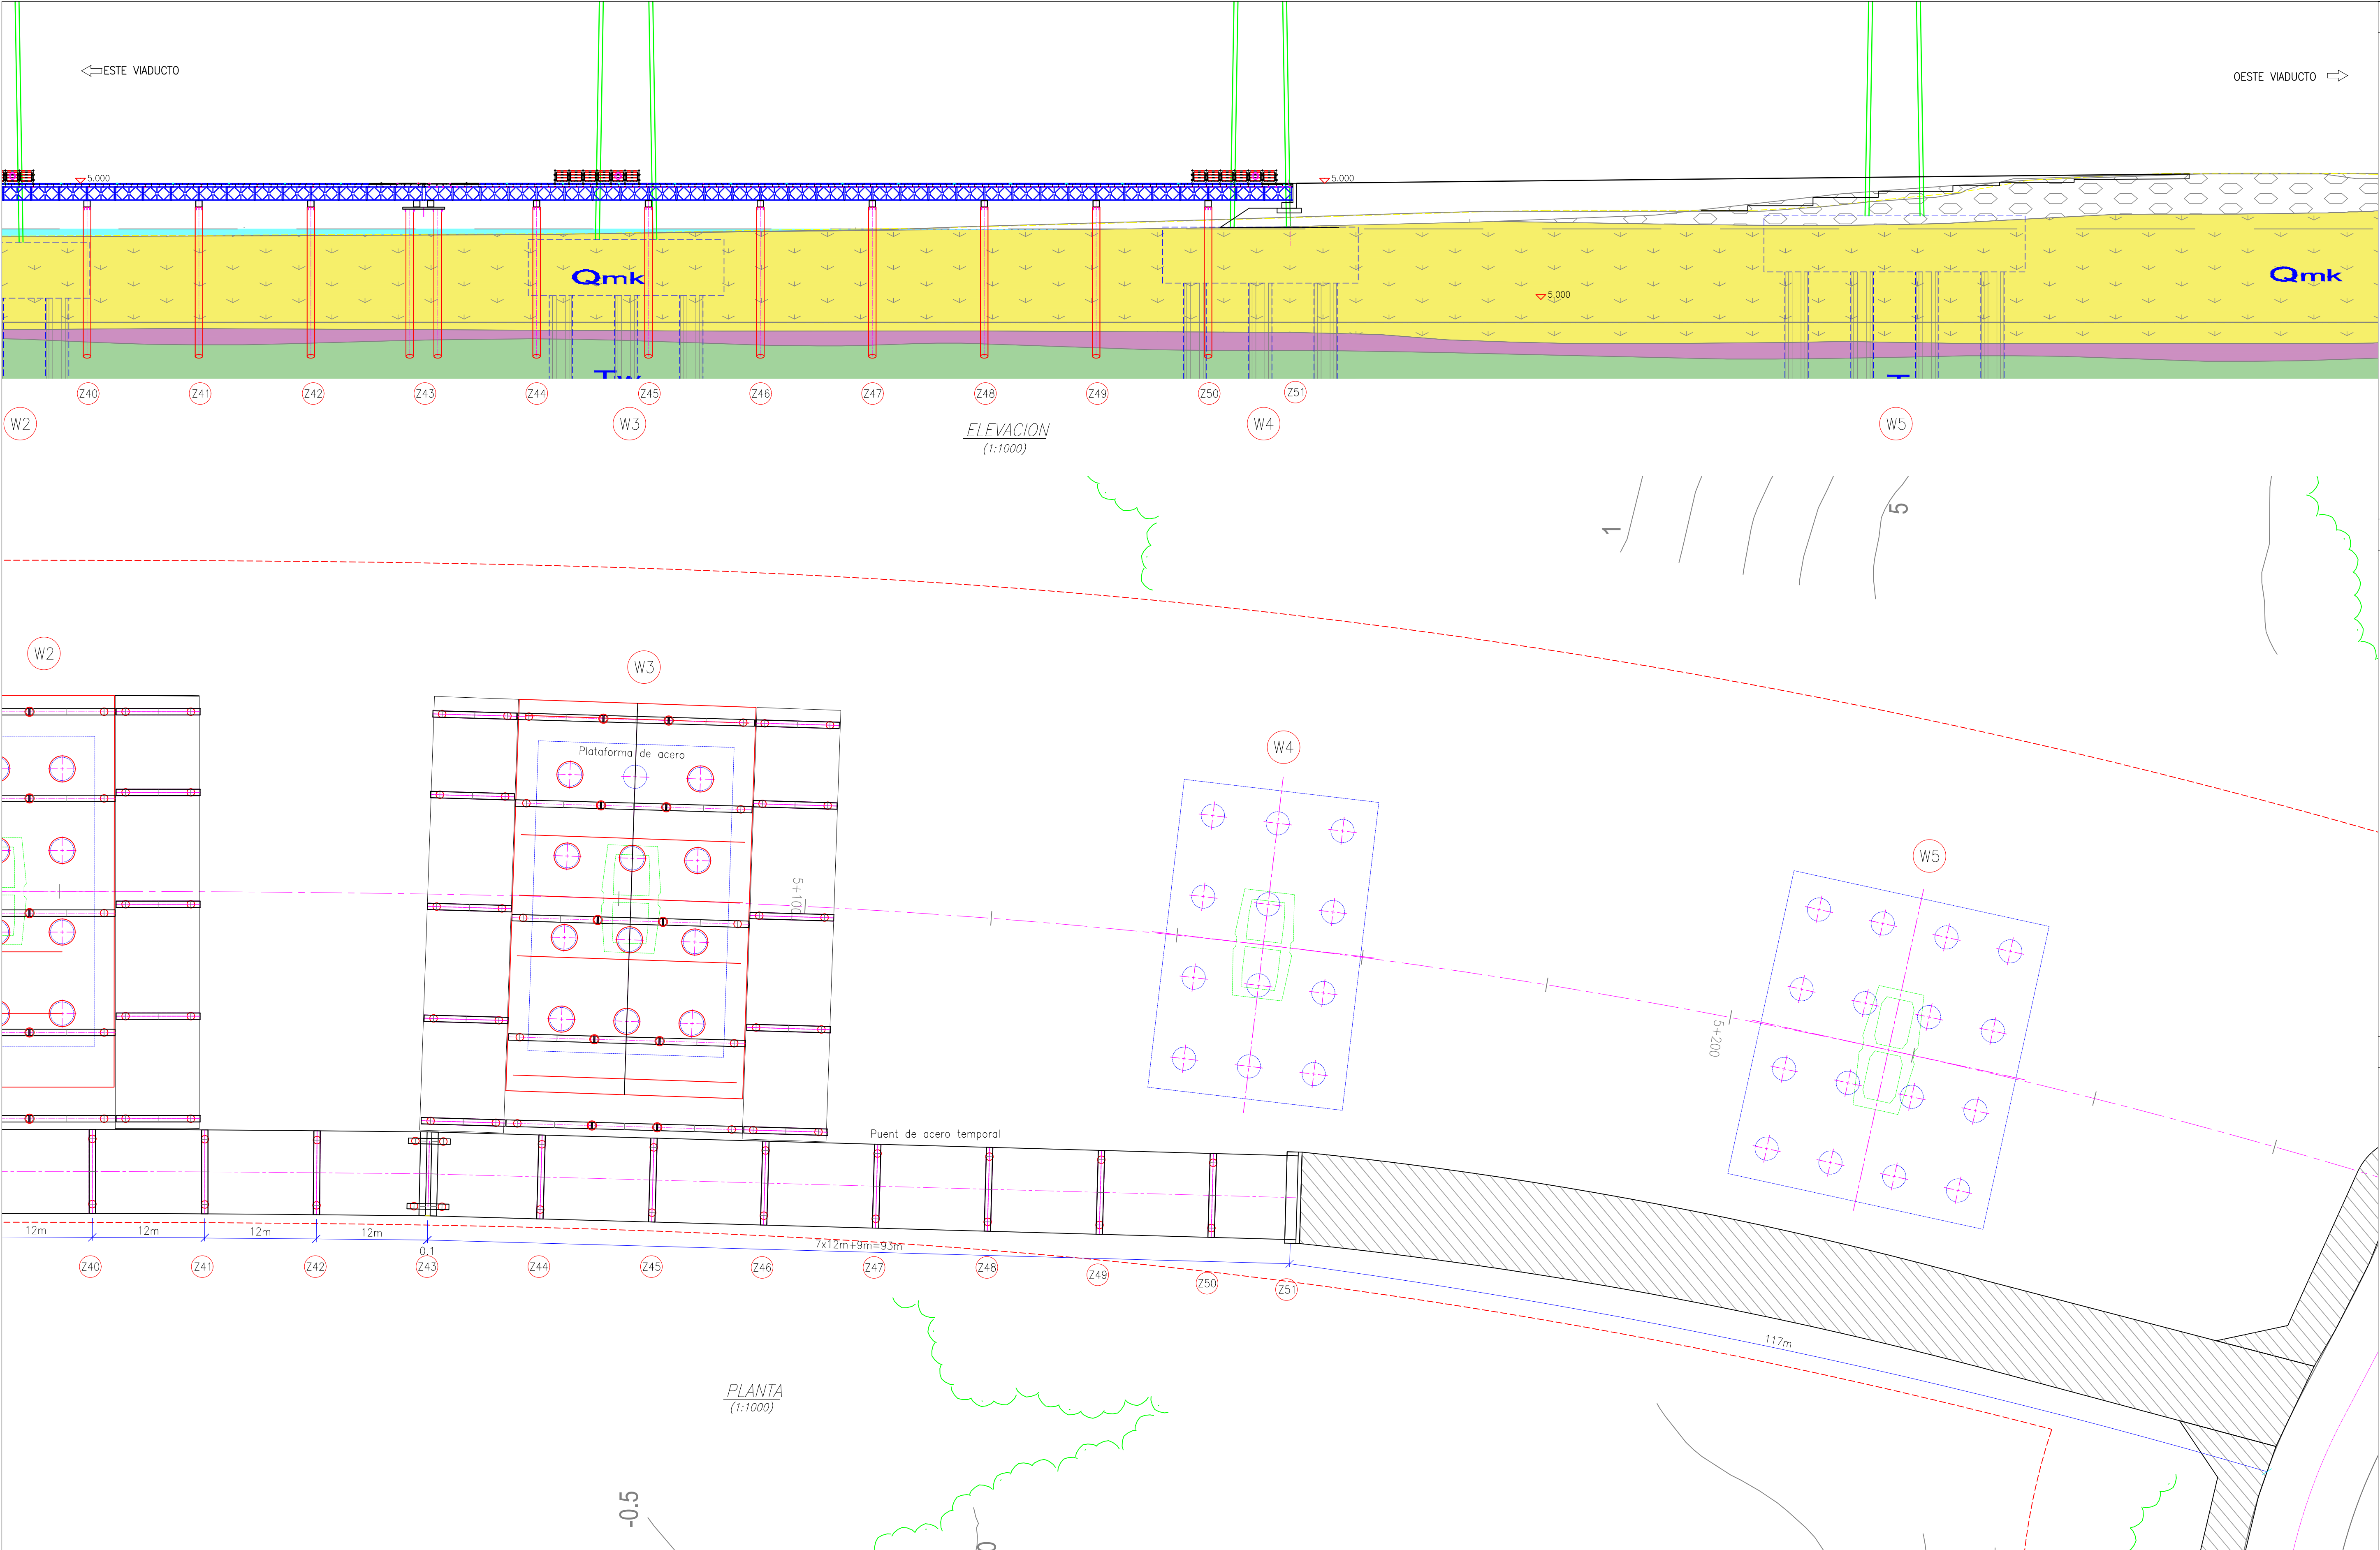 ESTE VIADUCTO
OESTE VIADUCTO
5.000
5.000
Qmk
5.000
Qmk
Z40
Z41
Z42
Z43
Z44
Z45
Z46
Z47
Z48
Z49
Z50
Z51
W2
W3
W4
W5
ELEVACION
(1:1000)
1
5
W2
W3
W4
W5
Plataforma de acero
5+100
5+200
Puent de acero temporal
12m
12m
12m
12m
0.1
7x12m+9m=93m
117m
Z40
Z41
Z42
Z43
Z44
Z45
Z46
Z47
Z48
Z49
Z50
Z51
PLANTA
(1:1000)
-0.5